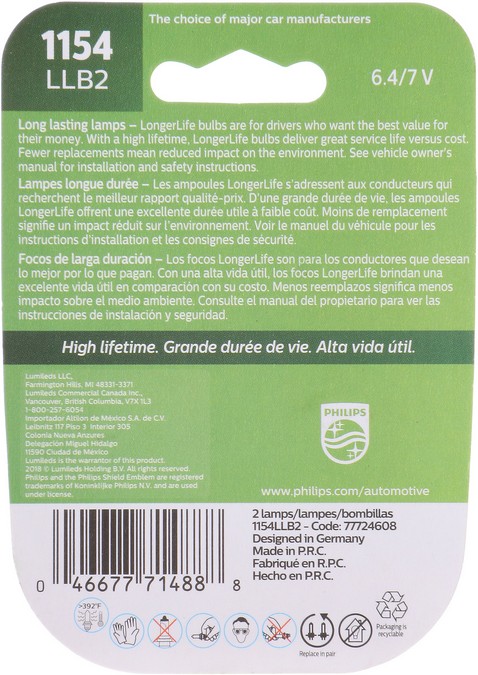 The choice of major car manufacturers
1154
LLB2
6.4/7 V
Long lasting lamps – LongerLife bulbs are for drivers who want the best value for
their money. With a high lifetime, LongerLife bulbs deliver great service life versus cost.
Fewer replacements mean reduced impact on the environment. See vehicle owner's
manual for installation and safety instructions.
Lampes longue durée – Les ampoules LongerLife s'adressent aux conducteurs qui
recherchent le meilleur rapport qualité-prix. D'une grande durée de vie, les ampoules
LongerLife offrent une excellente durée utile à faible coût. Moins de remplacement
signifie un impact réduit sur l'environnement. Voir le manuel du véhicule pour les
instructions d'installation et les consignes de sécurité.
Focos de larga duración – Los focos LongerLife son para los conductores que desean
lo mejor por lo que pagan. Con una alta vida útil, los focos LongerLife brindan una
excelente vida útil en comparación con su costo. Menos reemplazos significa menos
impacto sobre el medio ambiente. Consulte el manual del propietario para ver las
instrucciones de instalación y seguridad.
High lifetime. Grande durée de vie. Alta vida útil.
Lumileds LLC,
Farmington Hills, MI 48331-3371
Lumileds Commercial Canada Inc.,
Vancouver, British Columbia, V7X 1L3
1-800-257-6054
Importador Altilon de México S.A. de C.V.
Leibnitz 117 Piso 3 Interior 305
Colonia Nueva Anzures
Delegación Miguel Hidalgo
11590 Ciudad de México
Lumileds is the warrantor of this product.
2018 © Lumileds Holding B.V. All rights reserved.
Philips and the Philips Shield Emblem are registered
trademarks of Koninklijke Philips N.V. and are used
under license.
PHILIPS
www.philips.com/automotive
2 lamps/lampes/bombillas
1154LLB2 – Code: 77724608
Designed in Germany
Made in P.R.C.
Fabriqué en R.P.C.
Hecho en P.R.C.
0 46677 71488 8
>392°F
Replace in pair
Packaging is
recyclable